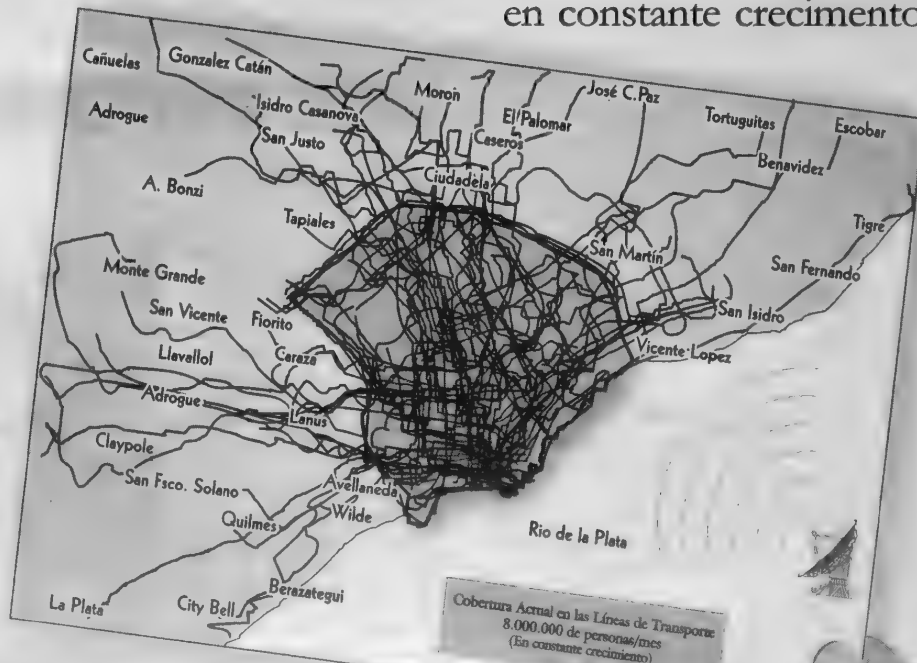 en constante crecimento
Cañuelas
Gonzalez Catán
Adrogue
Isidro Casanova
Moron
San Justo
Caseros
El Palomar
José C. Paz
Tortuguitas
Escobar
Benavidez
A. Bonzi
Ciudadela
Tapiales
Tigre
San Martín
San Fernando
Monte Grande
San Vicente
Fiorito
San Isidro
Llavallol
Caraza
Vicente Lopez
Adrogue
Lanus
Claypole
San Fsco. Solano
Avellaneda
Wilde
Quilmes
Rio de la Plata
Berazategui
La Plata
City Bell
Cobertura Actual en las Líneas de Transporte
8.000.000 de personas/mes
(En constante crecimiento)